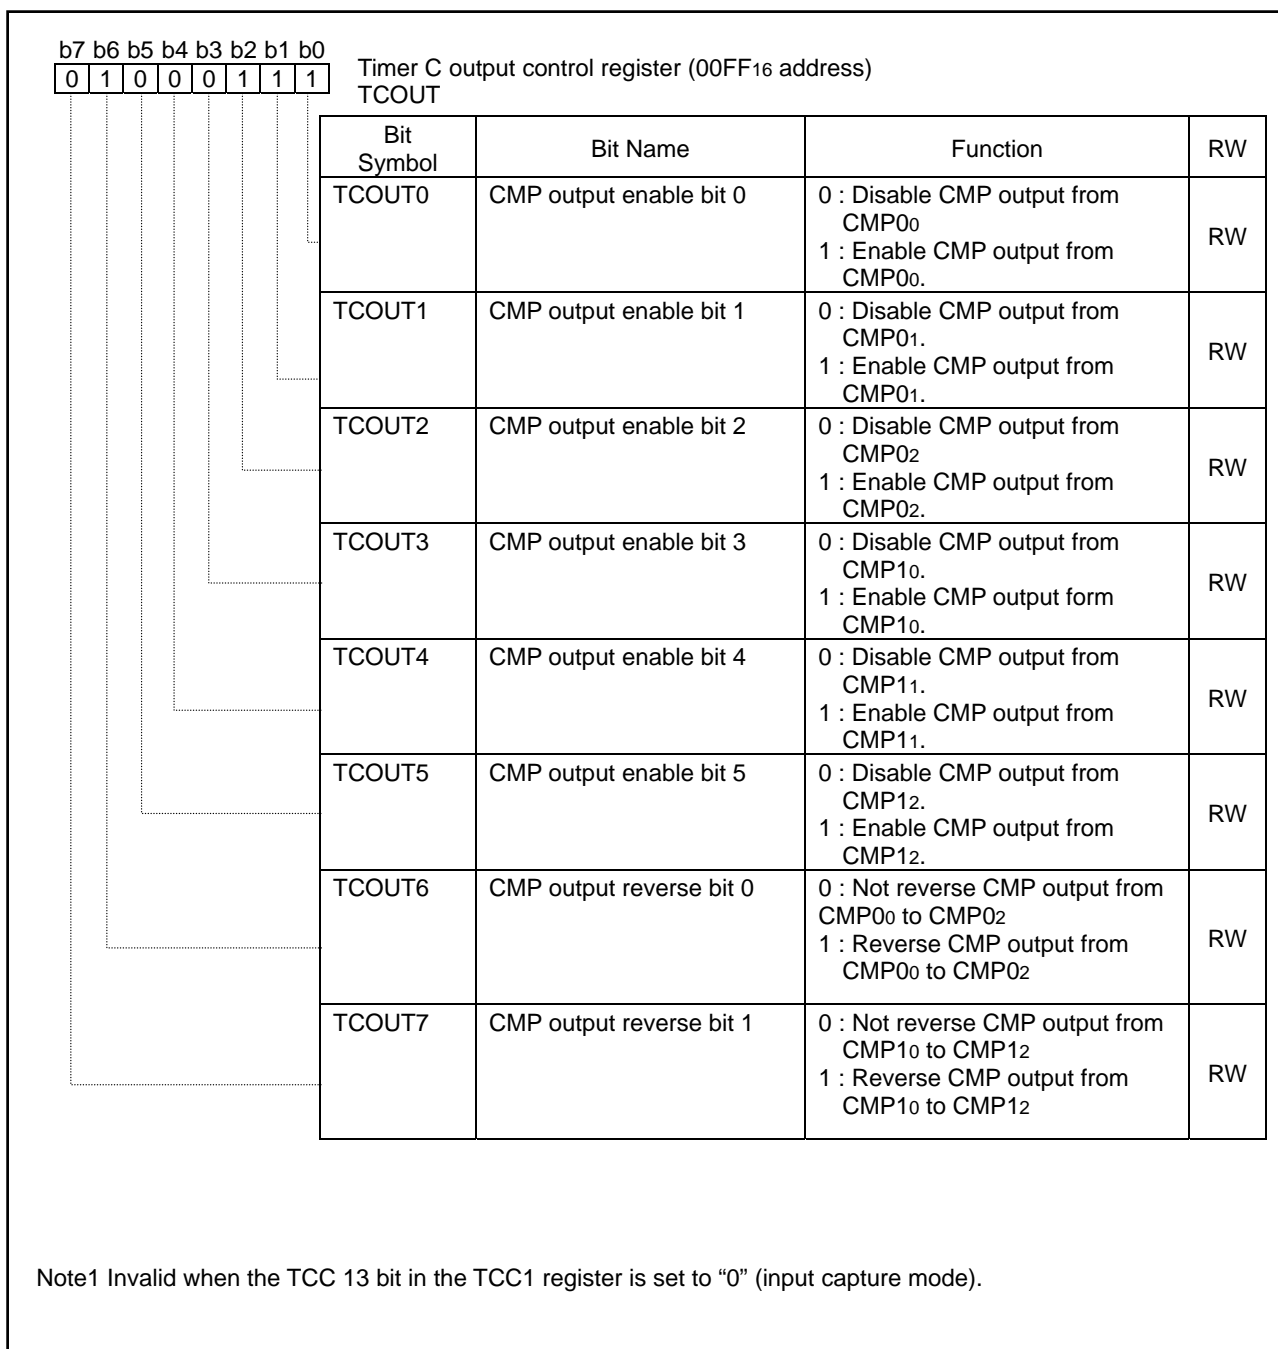 b7 b6 b5 b4 b3 b2 b1 b0
0 1 0 0 0 1 1 1
Timer C output control register (00FF16 address)
TCOUT
Bit Symbol Bit Name Function RW
TCOUT0 CMP output enable bit 0 0 : Disable CMP output from
CMP00
1 : Enable CMP output from
CMP00.
RW
TCOUT1 CMP output enable bit 1 0 : Disable CMP output from
CMP01.
1 : Enable CMP output from
CMP01.
RW
TCOUT2 CMP output enable bit 2 0 : Disable CMP output from
CMP02
1 : Enable CMP output from
CMP02.
RW
TCOUT3 CMP output enable bit 3 0 : Disable CMP output from
CMP10.
1 : Enable CMP output form
CMP10.
RW
TCOUT4 CMP output enable bit 4 0 : Disable CMP output from
CMP11.
1 : Enable CMP output from
CMP11.
RW
TCOUT5 CMP output enable bit 5 0 : Disable CMP output from
CMP12.
1 : Enable CMP output from
CMP12.
RW
TCOUT6 CMP output reverse bit 0 0 : Not reverse CMP output from
CMP00 to CMP02
1 : Reverse CMP output from
CMP00 to CMP02
RW
TCOUT7 CMP output reverse bit 1 0 : Not reverse CMP output from
CMP10 to CMP12
1 : Reverse CMP output from
CMP10 to CMP12
RW
Note1 Invalid when the TCC 13 bit in the TCC1 register is set to “0” (input capture mode).